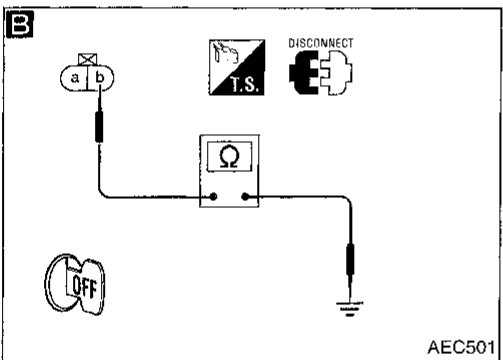 B
DISCONNECT
a b
T.S.
Ω
OFF
AEC501